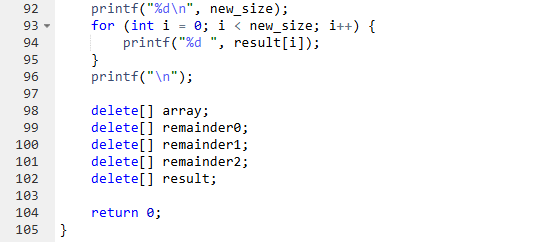 92 printf("%d\n", new_size);
93 for (int i = 0; i < new_size; i++) {
94 printf("%d ", result[i]);
95 }
96 printf("\n");
97
98 delete[] array;
99 delete[] remainder0;
100 delete[] remainder1;
101 delete[] remainder2;
102 delete[] result;
103
104 return 0;
105 }